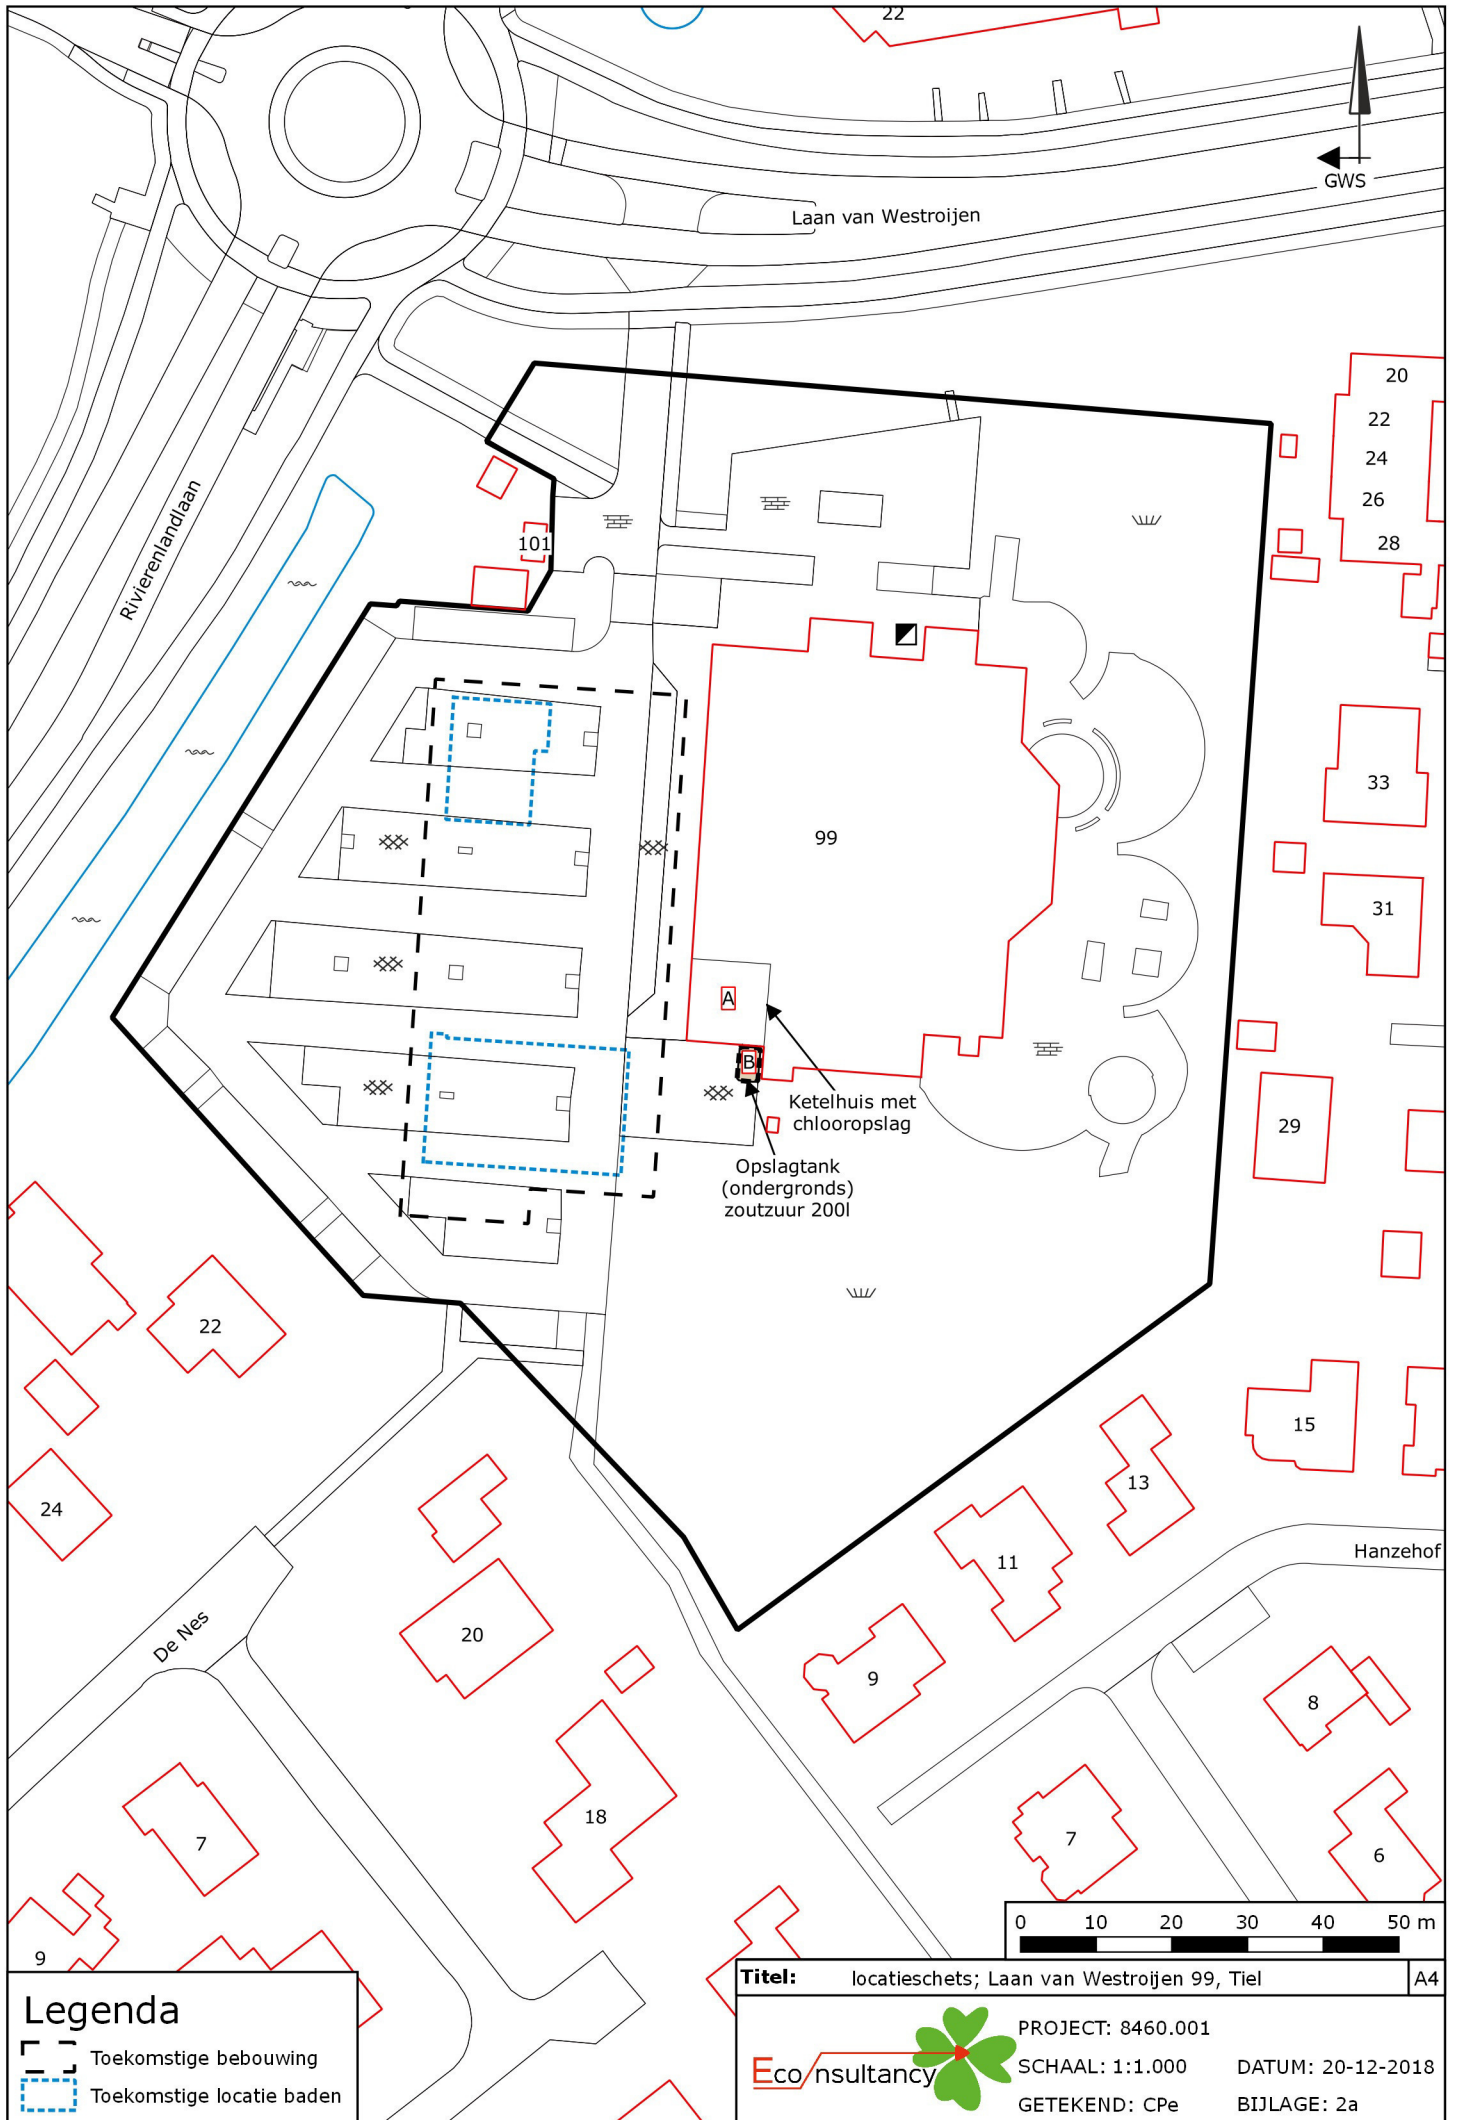 22
GWS
Laan van Westroijen
20
22
24
26
28
101
Rivierenlandlaan
33
99
31
A
B
Ketelhuis met
chlooropslag
29
Opslagtank
(ondergronds)
zoutzuur 200l
22
15
13
24
11
Hanzehof
20
De Nes
9
8
18
7
7
6
9
0 10 20 30 40 50 m
Titel: locatieschets; Laan van Westroijen 99, Tiel A4
Legenda
Toekomstige bebouwing
Toekomstige locatie baden
Econsultancy
PROJECT: 8460.001
SCHAAL: 1:1.000 DATUM: 20-12-2018
GETEKEND: CPe BIJLAGE: 2a